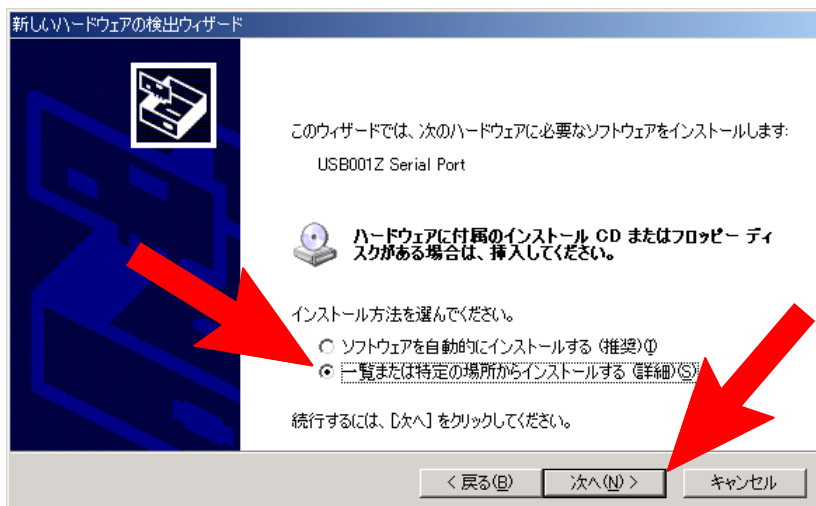 新しいハードウェアの検出ウィザード
このウィザードでは、次のハードウェアに必要なソフトウェアをインストールします:
USB001Z Serial Port
ハードウェアに付属のインストール CD またはフロッピー ディ
スクがある場合は、挿入してください。
インストール方法を選んでください。
ソフトウェアを自動的にインストールする (推奨)(I)
一覧または特定の場所からインストールする (詳細)(S)
続行するには、[次へ] をクリックしてください。
< 戻る(B) 次へ(N) > キャンセル